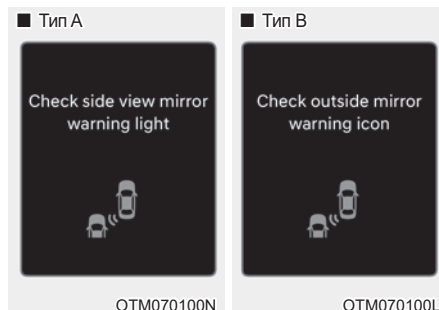 ■ Тип A
Check side view mirror
warning light
OTM070100N
■ Тип B
Check outside mirror
warning icon
OTM070100L